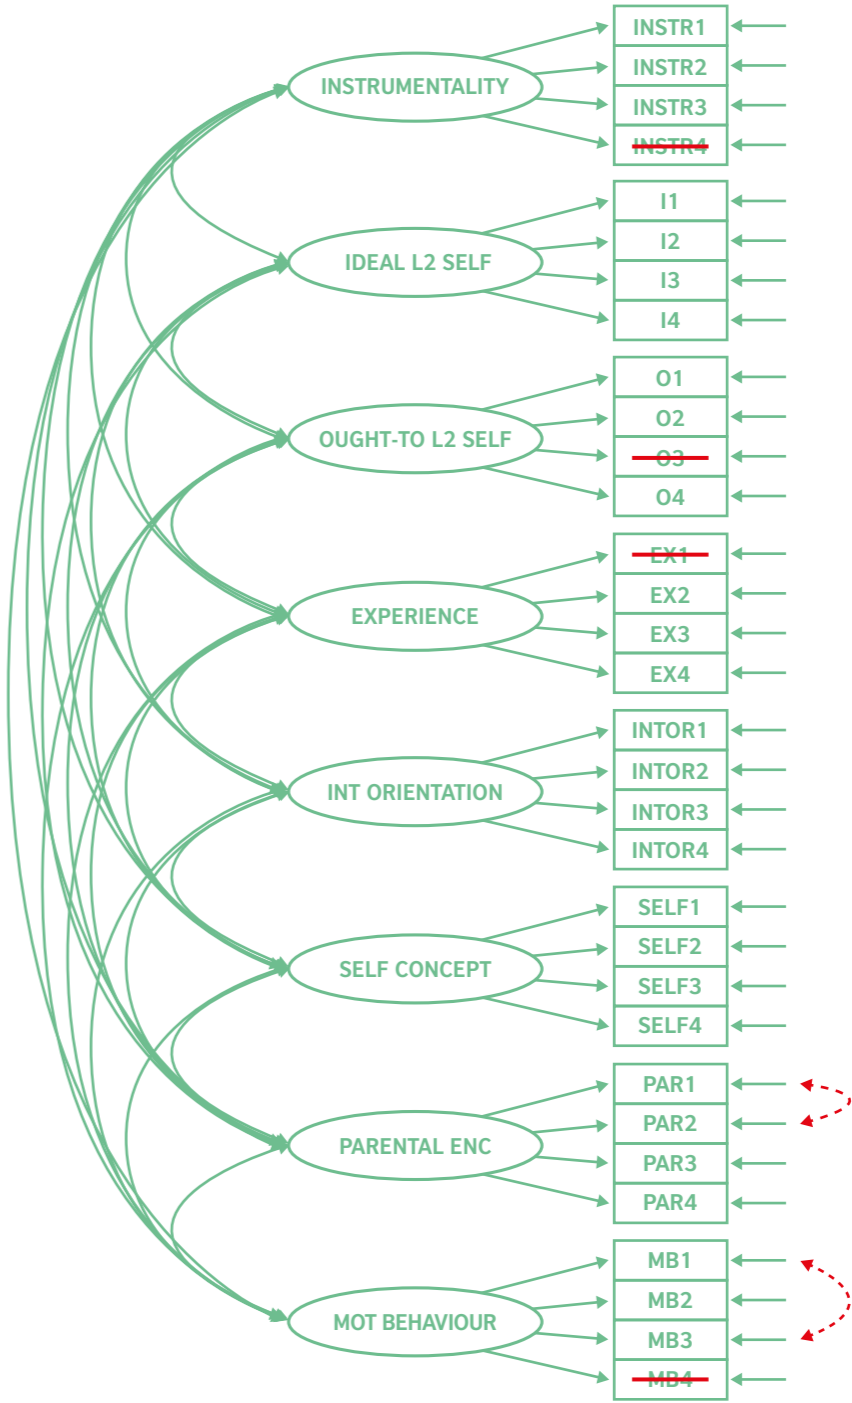 INSTRUMENTALITY
INSTR1
INSTR2
INSTR3
INSTR4
IDEAL L2 SELF
I1
I2
I3
I4
OUGHT-TO L2 SELF
O1
O2
O3
O4
EXPERIENCE
EX1
EX2
EX3
EX4
INT ORIENTATION
INTOR1
INTOR2
INTOR3
INTOR4
SELF CONCEPT
SELF1
SELF2
SELF3
SELF4
PARENTAL ENC
PAR1
PAR2
PAR3
PAR4
MOT BEHAVIOUR
MB1
MB2
MB3
MB4